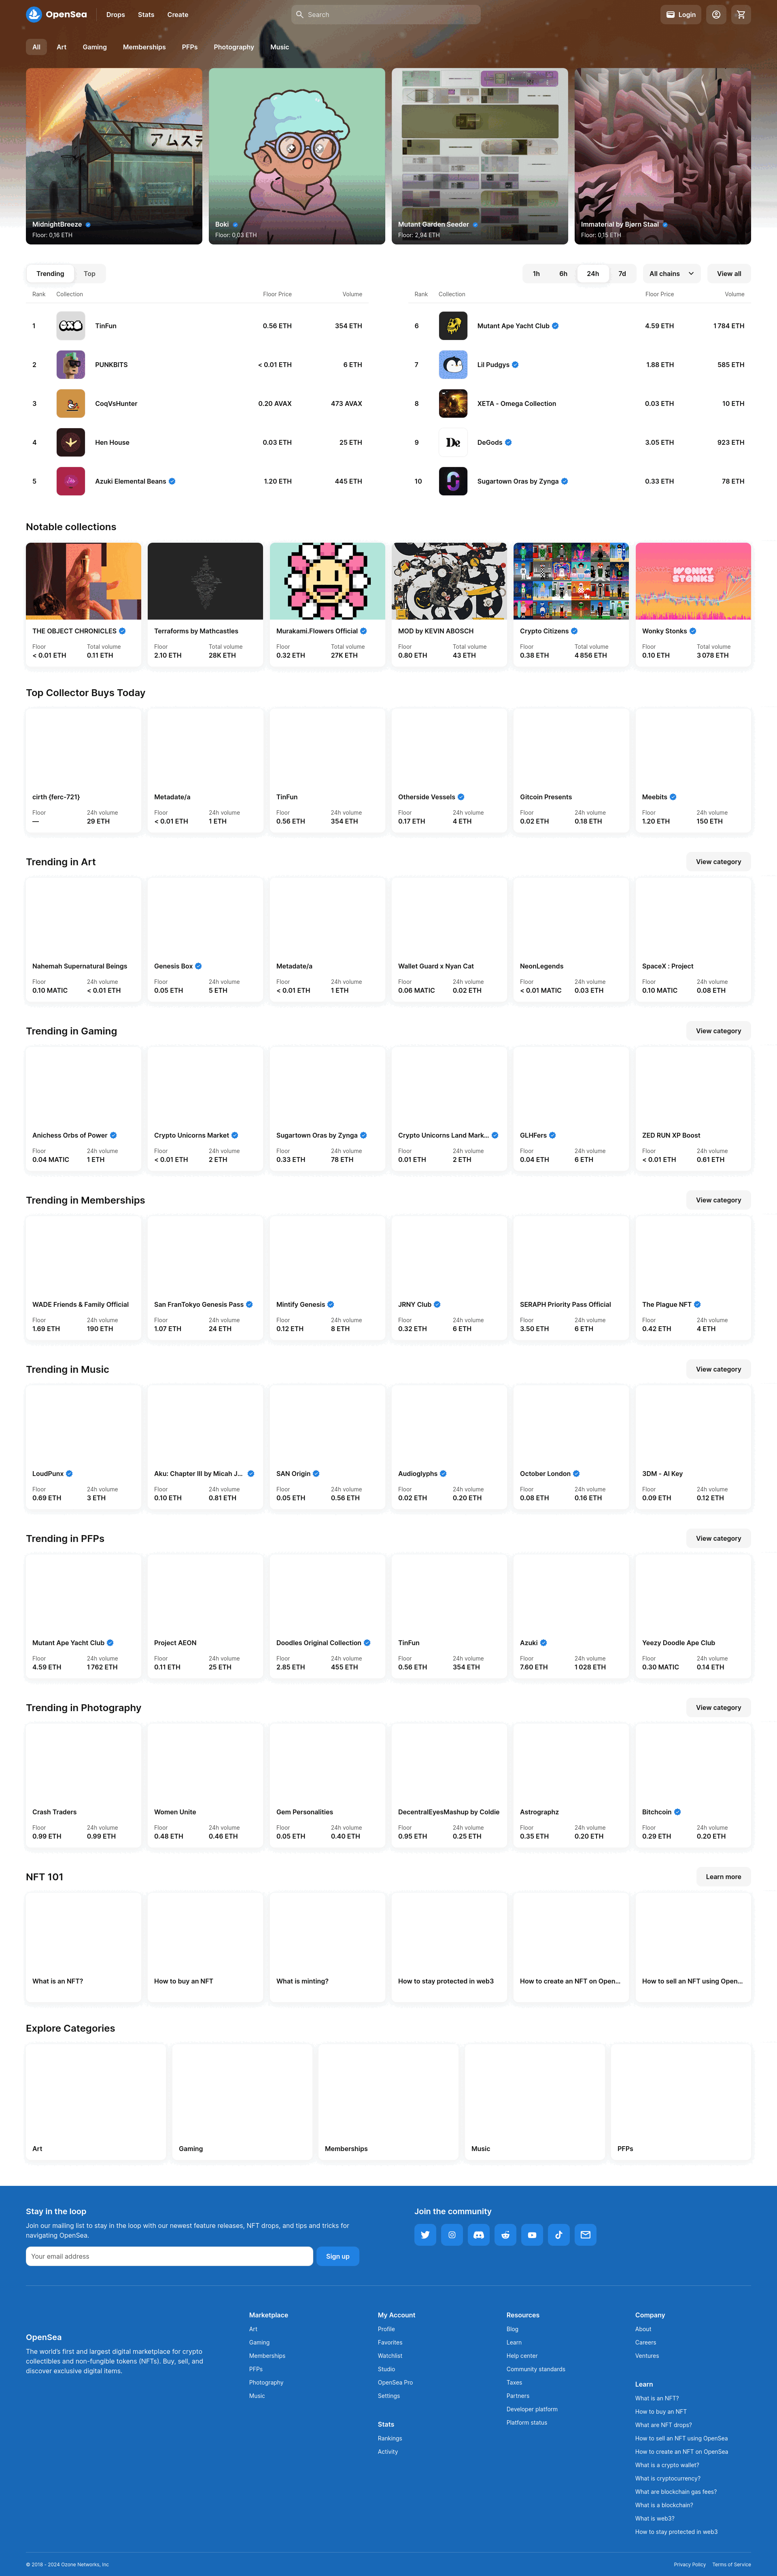 OpenSea
Drops
Stats
Create
Search
Login
All
Art
Gaming
Memberships
PFPs
Photography
Music
アムステ
MidnightBreeze
Floor: 0,16 ETH
Boki
Floor: 0,03 ETH
Mutant Garden Seeder
Floor: 2,94 ETH
Immaterial by Bjørn Staal
Floor: 0,15 ETH
Trending
Top
1h
6h
24h
7d
All chains
View all
Rank Collection Floor Price Volume
1 TinFun 0.56 ETH 354 ETH
2 PUNKBITS < 0.01 ETH 6 ETH
3 CoqVsHunter 0.20 AVAX 473 AVAX
4 Hen House 0.03 ETH 25 ETH
5 Azuki Elemental Beans 1.20 ETH 445 ETH
Rank Collection Floor Price Volume
6 Mutant Ape Yacht Club 4.59 ETH 1 784 ETH
7 Lil Pudgys 1.88 ETH 585 ETH
8 XETA - Omega Collection 0.03 ETH 10 ETH
9 De DeGods 3.05 ETH 923 ETH
10 Sugartown Oras by Zynga 0.33 ETH 78 ETH
Notable collections
WONKY
STONKS
THE OBJECT CHRONICLES
Floor Total volume
< 0.01 ETH 0.11 ETH
Terraforms by Mathcastles
Floor Total volume
2.10 ETH 28K ETH
Murakami.Flowers Official
Floor Total volume
0.32 ETH 27K ETH
MOD by KEVIN ABOSCH
Floor Total volume
0.80 ETH 43 ETH
Crypto Citizens
Floor Total volume
0.38 ETH 4 856 ETH
Wonky Stonks
Floor Total volume
0.10 ETH 3 078 ETH
Top Collector Buys Today
cirth {ferc-721}
Floor 24h volume
— 29 ETH
Metadate/a
Floor 24h volume
< 0.01 ETH 1 ETH
TinFun
Floor 24h volume
0.56 ETH 354 ETH
Otherside Vessels
Floor 24h volume
0.17 ETH 4 ETH
Gitcoin Presents
Floor 24h volume
0.02 ETH 0.18 ETH
Meebits
Floor 24h volume
1.20 ETH 150 ETH
Trending in Art
View category
Nahemah Supernatural Beings
Floor 24h volume
0.10 MATIC < 0.01 ETH
Genesis Box
Floor 24h volume
0.05 ETH 5 ETH
Metadate/a
Floor 24h volume
< 0.01 ETH 1 ETH
Wallet Guard x Nyan Cat
Floor 24h volume
0.06 MATIC 0.02 ETH
NeonLegends
Floor 24h volume
< 0.01 MATIC 0.03 ETH
SpaceX : Project
Floor 24h volume
0.10 MATIC 0.08 ETH
Trending in Gaming
View category
Anichess Orbs of Power
Floor 24h volume
0.04 MATIC 1 ETH
Crypto Unicorns Market
Floor 24h volume
< 0.01 ETH 2 ETH
Sugartown Oras by Zynga
Floor 24h volume
0.33 ETH 78 ETH
Crypto Unicorns Land Mark...
Floor 24h volume
0.01 ETH 2 ETH
GLHFers
Floor 24h volume
0.04 ETH 6 ETH
ZED RUN XP Boost
Floor 24h volume
< 0.01 ETH 0.61 ETH
Trending in Memberships
View category
WADE Friends & Family Official
Floor 24h volume
1.69 ETH 190 ETH
San FranTokyo Genesis Pass
Floor 24h volume
1.07 ETH 24 ETH
Mintify Genesis
Floor 24h volume
0.12 ETH 8 ETH
JRNY Club
Floor 24h volume
0.32 ETH 6 ETH
SERAPH Priority Pass Official
Floor 24h volume
3.50 ETH 6 ETH
The Plague NFT
Floor 24h volume
0.42 ETH 4 ETH
Trending in Music
View category
LoudPunx
Floor 24h volume
0.69 ETH 3 ETH
Aku: Chapter III by Micah J...
Floor 24h volume
0.10 ETH 0.81 ETH
SAN Origin
Floor 24h volume
0.05 ETH 0.56 ETH
Audioglyphs
Floor 24h volume
0.02 ETH 0.20 ETH
October London
Floor 24h volume
0.08 ETH 0.16 ETH
3DM - AI Key
Floor 24h volume
0.09 ETH 0.12 ETH
Trending in PFPs
View category
Mutant Ape Yacht Club
Floor 24h volume
4.59 ETH 1 762 ETH
Project AEON
Floor 24h volume
0.11 ETH 25 ETH
Doodles Original Collection
Floor 24h volume
2.85 ETH 455 ETH
TinFun
Floor 24h volume
0.56 ETH 354 ETH
Azuki
Floor 24h volume
7.60 ETH 1 028 ETH
Yeezy Doodle Ape Club
Floor 24h volume
0.30 MATIC 0.14 ETH
Trending in Photography
View category
Crash Traders
Floor 24h volume
0.99 ETH 0.99 ETH
Women Unite
Floor 24h volume
0.48 ETH 0.46 ETH
Gem Personalities
Floor 24h volume
0.05 ETH 0.40 ETH
DecentralEyesMashup by Coldie
Floor 24h volume
0.95 ETH 0.25 ETH
Astrographz
Floor 24h volume
0.35 ETH 0.20 ETH
Bitchcoin
Floor 24h volume
0.29 ETH 0.20 ETH
NFT 101
Learn more
What is an NFT?
How to buy an NFT
What is minting?
How to stay protected in web3
How to create an NFT on Open...
How to sell an NFT using Open...
Explore Categories
Art
Gaming
Memberships
Music
PFPs
Stay in the loop
Join our mailing list to stay in the loop with our newest feature releases, NFT drops, and tips and tricks for
navigating OpenSea.
Your email address
Sign up
Join the community
OpenSea
The world's first and largest digital marketplace for crypto
collectibles and non-fungible tokens (NFTs). Buy, sell, and
discover exclusive digital items.
Marketplace
Art
Gaming
Memberships
PFPs
Photography
Music
My Account
Profile
Favorites
Watchlist
Studio
OpenSea Pro
Settings
Stats
Rankings
Activity
Resources
Blog
Learn
Help center
Community standards
Taxes
Partners
Developer platform
Platform status
Company
About
Careers
Ventures
Learn
What is an NFT?
How to buy an NFT
What are NFT drops?
How to sell an NFT using OpenSea
How to create an NFT on OpenSea
What is a crypto wallet?
What is cryptocurrency?
What are blockchain gas fees?
What is a blockchain?
What is web3?
How to stay protected in web3
© 2018 - 2024 Ozone Networks, Inc
Privacy Policy
Terms of Service